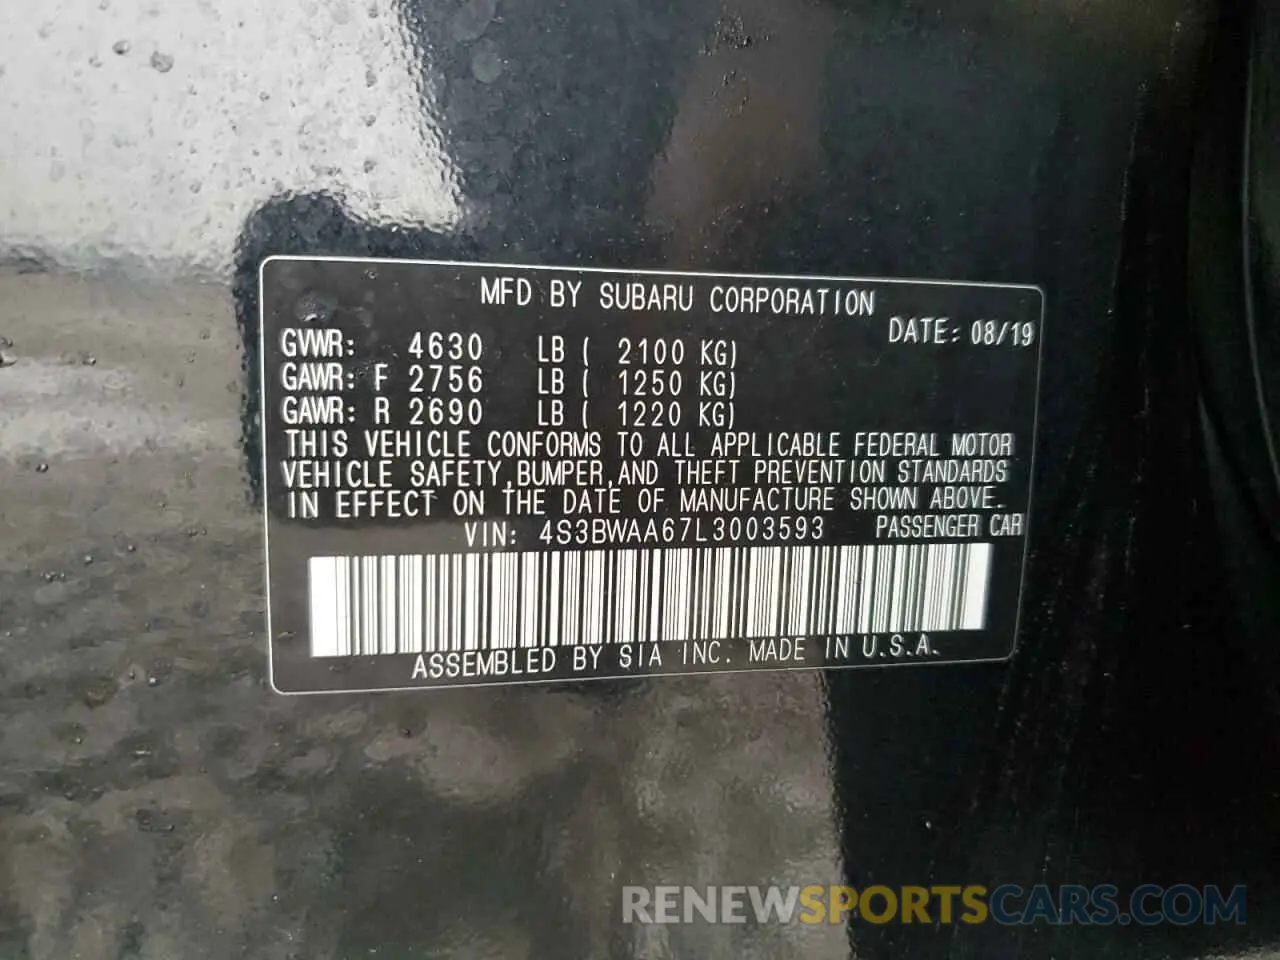 MFD BY SUBARU CORPORATION
DATE: 08/19
GVWR: 4630 LB ( 2100 KG)
GAWR: F 2756 LB ( 1250 KG)
GAWR: R 2690 LB ( 1220 KG)
THIS VEHICLE CONFORMS TO ALL APPLICABLE FEDERAL MOTOR
VEHICLE SAFETY,BUMPER,AND THEFT PREVENTION STANDARDS
IN EFFECT ON THE DATE OF MANUFACTURE SHOWN ABOVE.
VIN: 4S3BWAA67L3003593 PASSENGER CAR
ASSEMBLED BY SIA INC. MADE IN U.S.A.
RENEWSPORTSCARS.COM